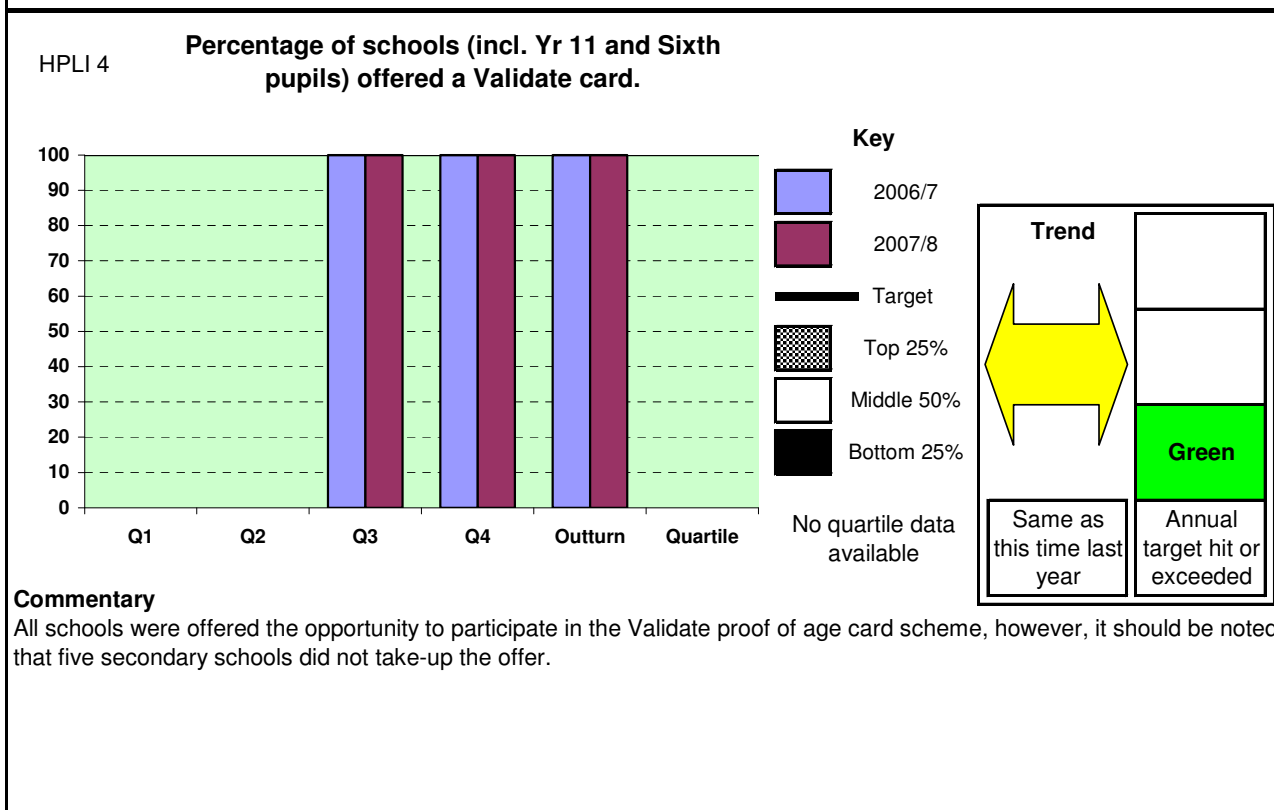 HPLI 4
Percentage of schools (incl. Yr 11 and Sixth
pupils) offered a Validate card.
100
90
80
70
60
50
40
30
20
10
0
Q1 Q2 Q3 Q4 Outturn Quartile
Key
2006/7
2007/8
Target
Top 25%
Middle 50%
Bottom 25%
No quartile data
available
Trend
Green
Same as
this time last
year
Annual
target hit or
exceeded
Commentary
All schools were offered the opportunity to participate in the Validate proof of age card scheme, however, it should be noted
that five secondary schools did not take-up the offer.